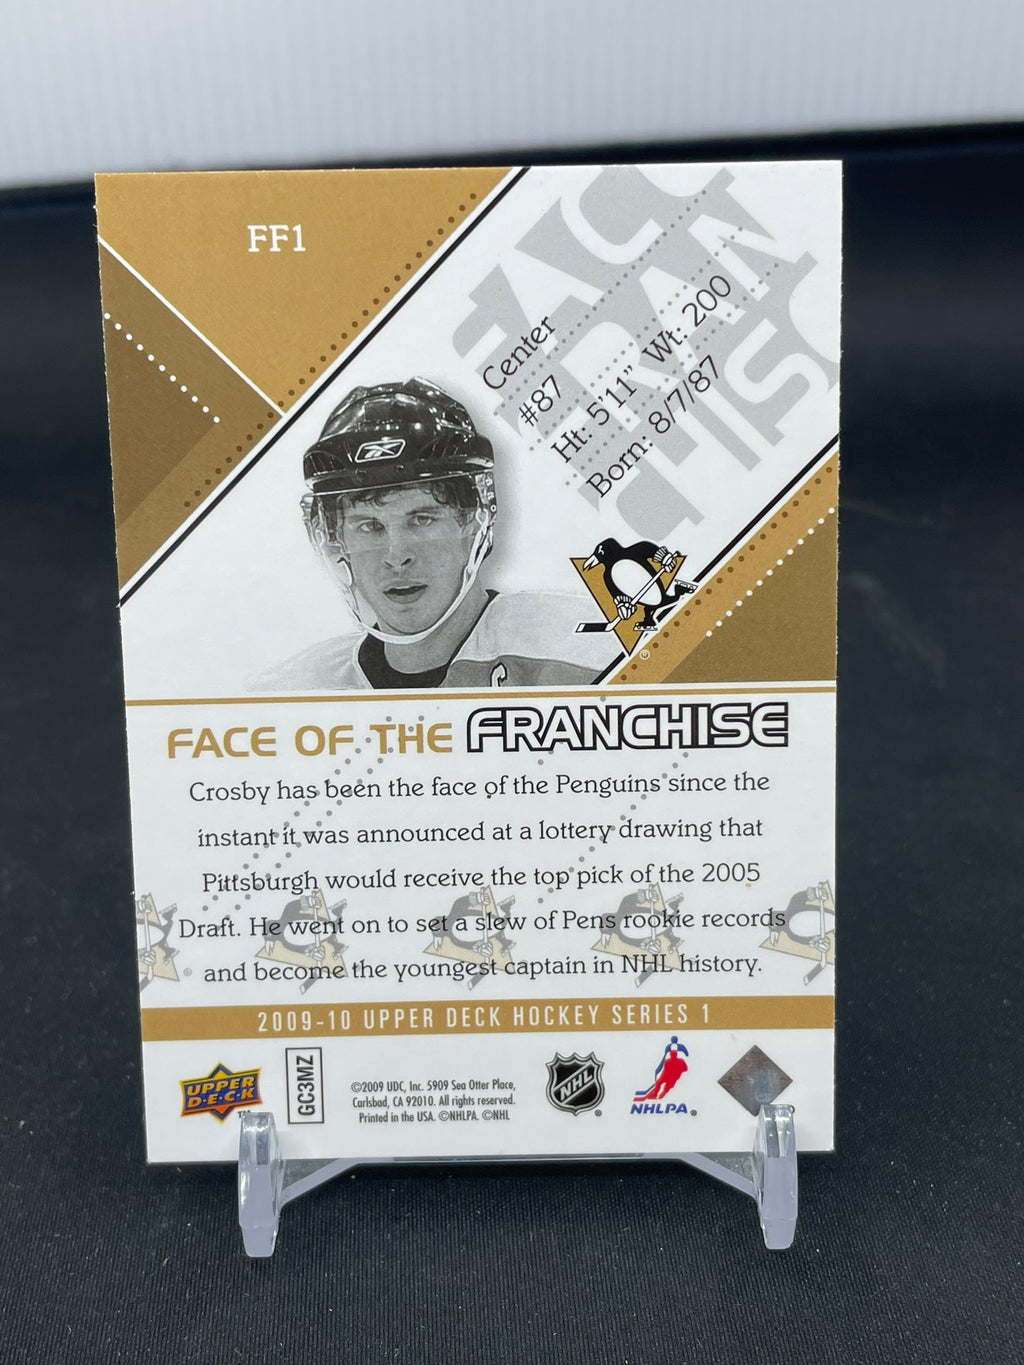 FF1
FACE
FRANCHISE
Center
#87
Ht: 5'11" Wt: 200
Born: 8/7/87
C
FACE OF THE FRANCHISE
Crosby has been the face of the Penguins since the
instant it was announced at a lottery drawing that
Pittsburgh would receive the top pick of the 2005
Draft. He went on to set a slew of Pens rookie records
and become the youngest captain in NHL history.
2009-10 UPPER DECK HOCKEY SERIES 1
UPPER
D·E·C·K
TM
GC3MZ
©2009 UDC, Inc. 5909 Sea Otter Place,
Carlsbad, CA 92010. All rights reserved.
Printed in the USA. ©NHLPA. ©NHL
NHL
®
NHLPA®